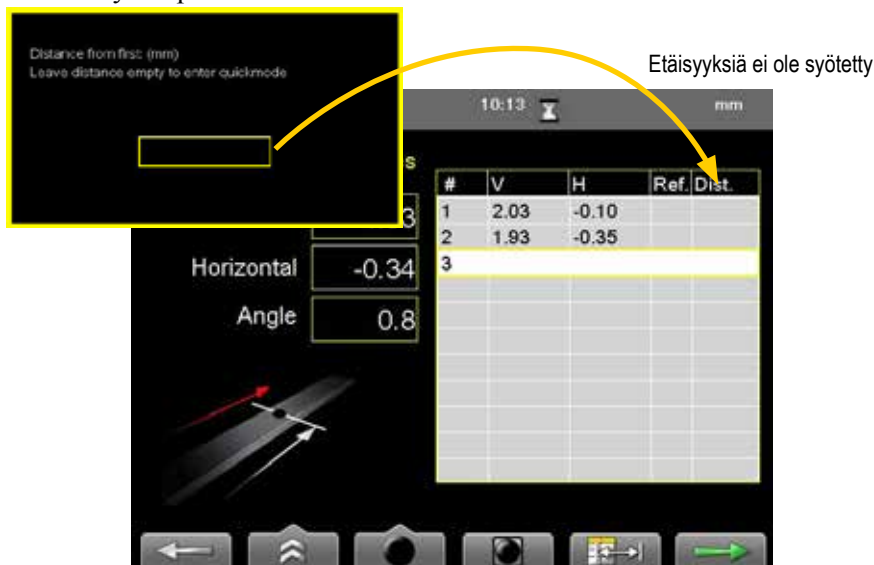 Distance from first: (mm)
Leave distance empty to enter quickmode
Etäisyyksiä ei ole syötetty
10:13 mm
# V H Ref. Dist.
1 2.03 -0.10
2 1.93 -0.35
3
Horizontal -0.34
Angle 0.8